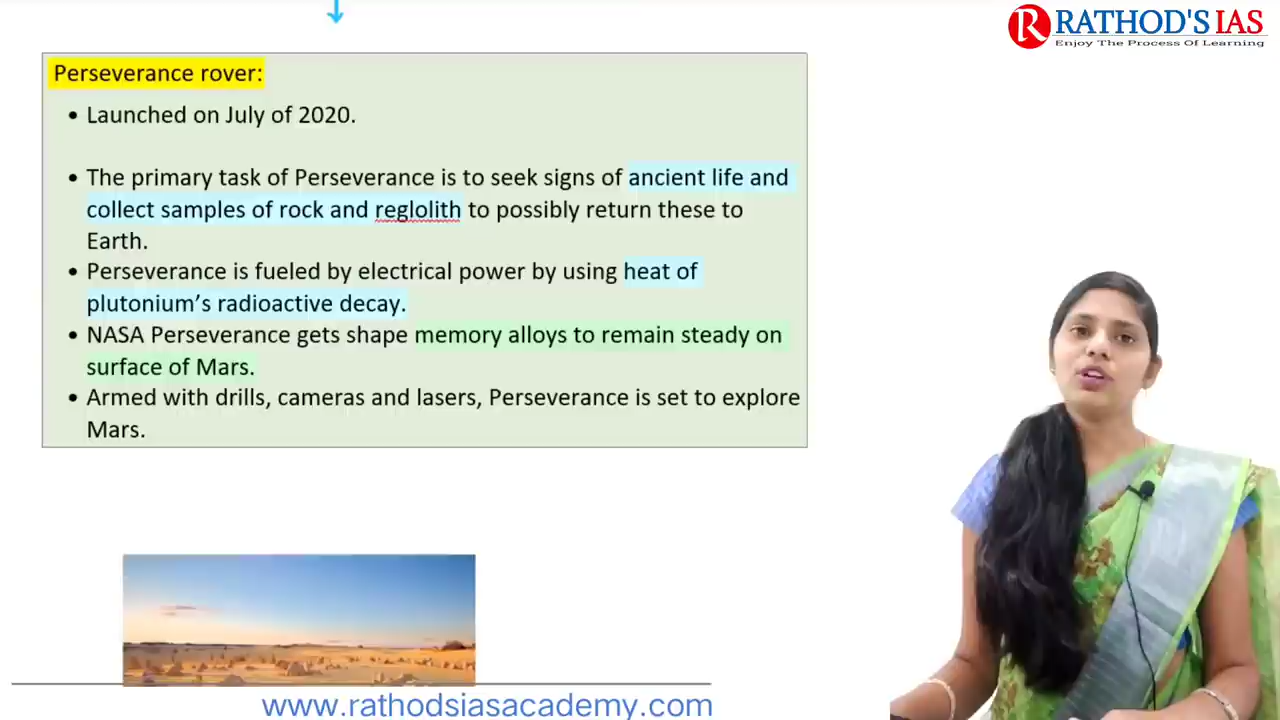 RATHOD'S IAS
Enjoy The Process Of Learning
Perseverance rover:
• Launched on July of 2020.
• The primary task of Perseverance is to seek signs of ancient life and
collect samples of rock and reglolith to possibly return these to
Earth.
• Perseverance is fueled by electrical power by using heat of
plutonium’s radioactive decay.
• NASA Perseverance gets shape memory alloys to remain steady on
surface of Mars.
• Armed with drills, cameras and lasers, Perseverance is set to explore
Mars.
www.rathodsiasacademy.com